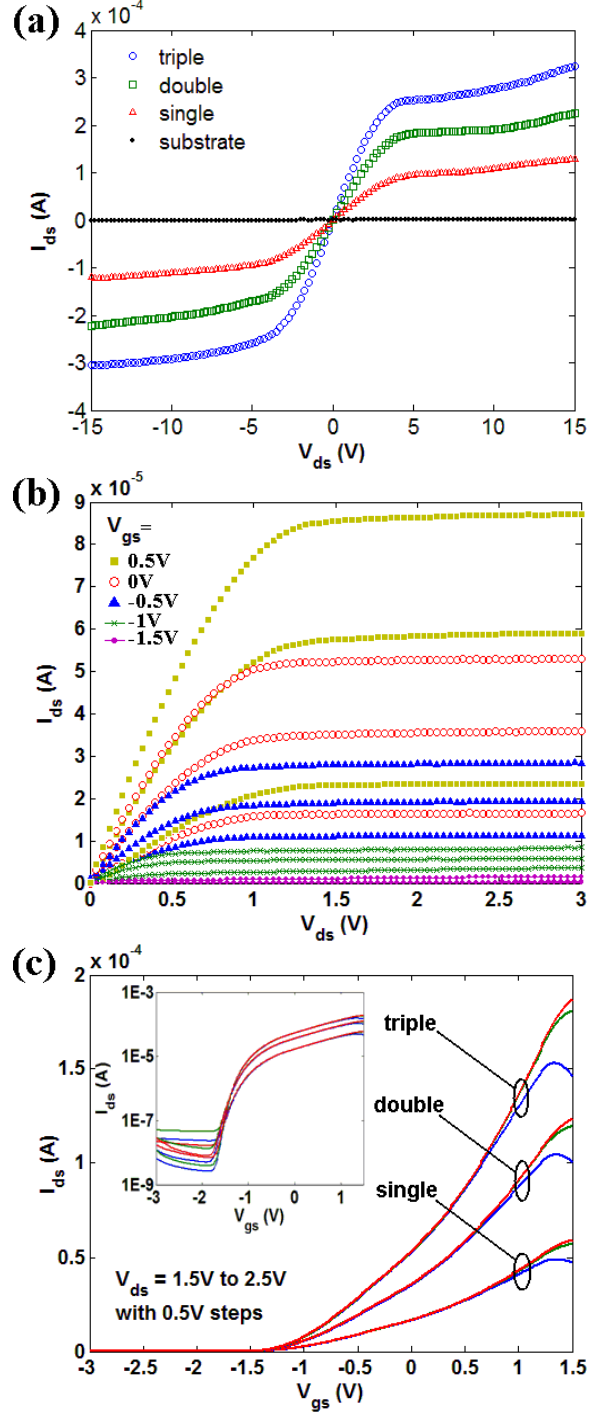 (a)
× 10⁻⁴
4
3
2
1
0
-1
-2
-3
-4
I_ds (A)
triple
double
single
substrate
-15
-10
-5
0
5
10
15
V_ds (V)
(b)
x 10⁻⁵
9
8
7
6
5
4
3
2
1
0
I_ds (A)
V_gs=
0.5V
0V
-0.5V
-1V
-1.5V
0
0.5
1
1.5
2
2.5
3
V_ds (V)
(c)
x 10⁻⁴
2
1.5
1
0.5
0
I_ds (A)
1E-3
1E-5
1E-7
1E-9
I_ds (A)
-3
-2
-1
0
1
V_gs (V)
triple
double
single
V_ds = 1.5V to 2.5V
with 0.5V steps
-3
-2.5
-2
-1.5
-1
-0.5
0
0.5
1
1.5
V_gs (V)